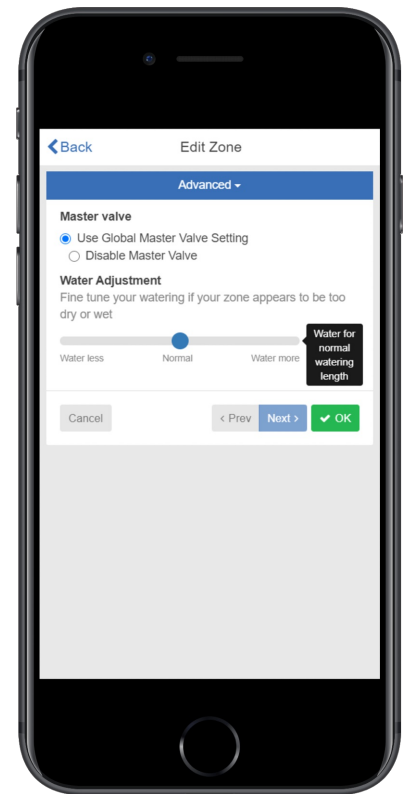 Back
Edit Zone
Advanced
Master valve
Use Global Master Valve Setting
Disable Master Valve
Water Adjustment
Fine tune your watering if your zone appears to be too
dry or wet
Water less
Normal
Water more
Water for
normal
watering
length
Cancel
< Prev
Next >
OK